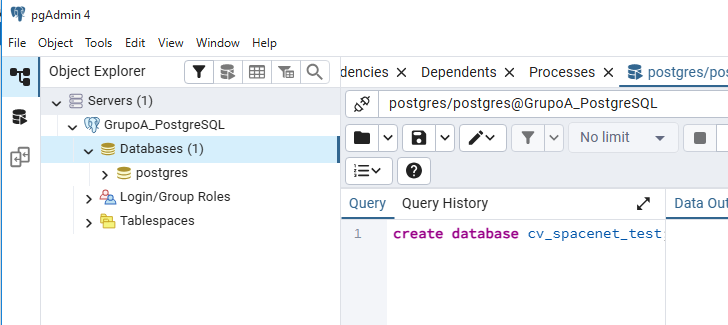 pgAdmin 4
File Object Tools Edit View Window Help
Object Explorer
dencies Dependents Processes postgres/pos
Servers (1)
postgres/postgres@GrupoA_PostgreSQL
GrupoA_PostgreSQL
No limit
Databases (1)
postgres
Login/Group Roles
Query Query History Data Out
Tablespaces
1 create database cv_spacenet_test;